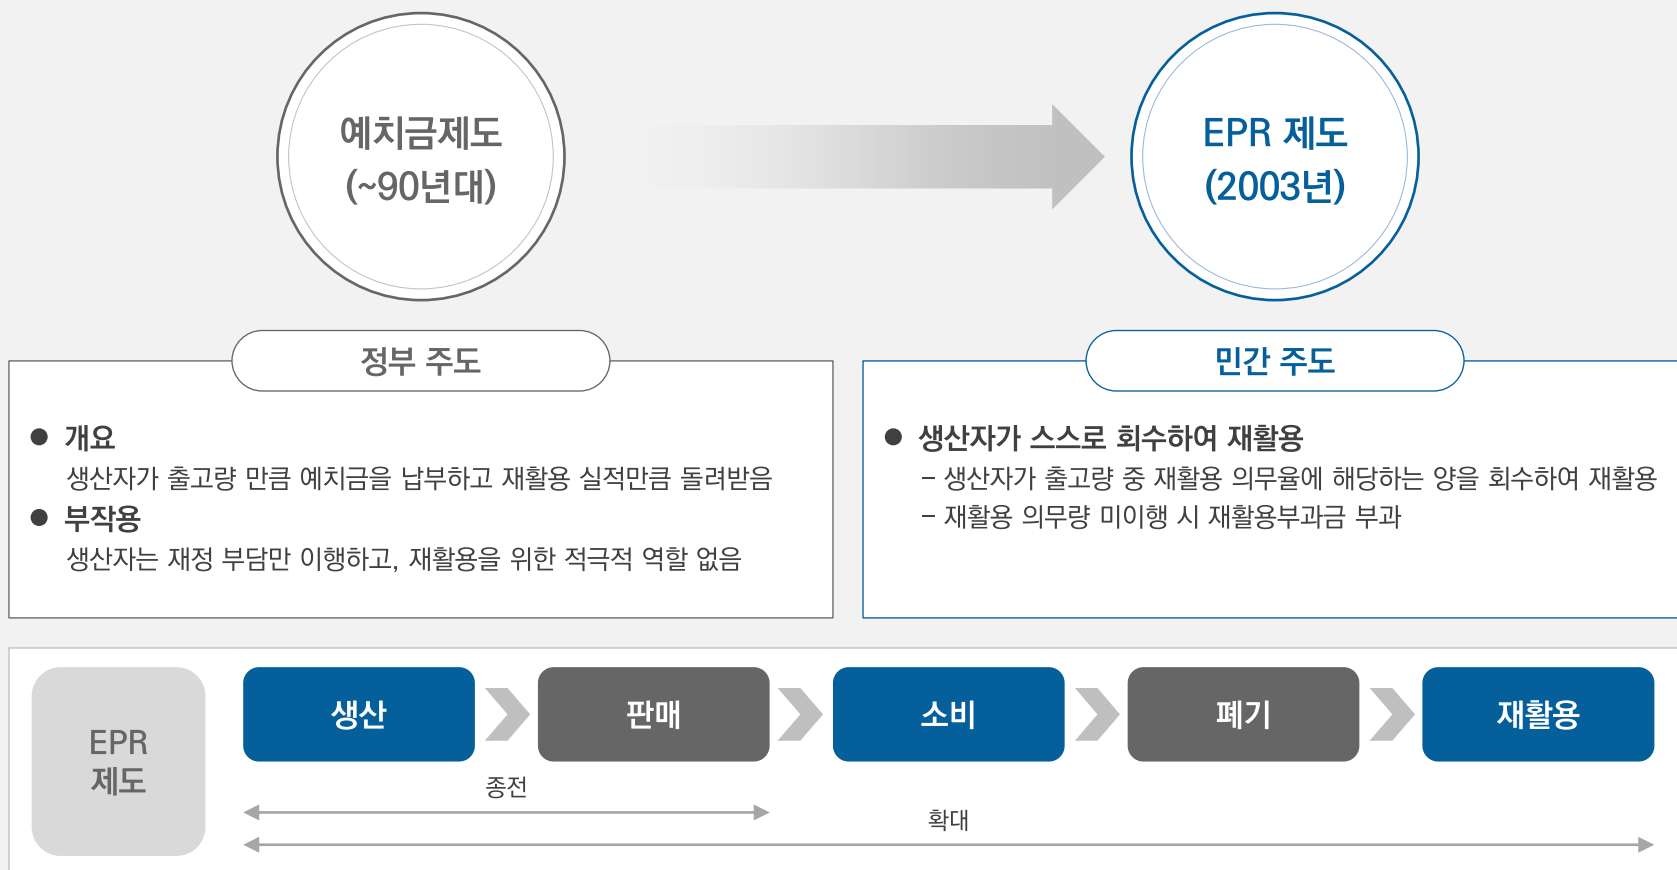 예치금제도
(~90년대)
EPR 제도
(2003년)
정부 주도
● 개요
생산자가 출고량 만큼 예치금을 납부하고 재활용 실적만큼 돌려받음
● 부작용
생산자는 재정 부담만 이행하고, 재활용을 위한 적극적 역할 없음
민간 주도
● 생산자가 스스로 회수하여 재활용
– 생산자가 출고량 중 재활용 의무율에 해당하는 양을 회수하여 재활용
– 재활용 의무량 미이행 시 재활용부과금 부과
EPR
제도
생산
판매
소비
폐기
재활용
종전
확대